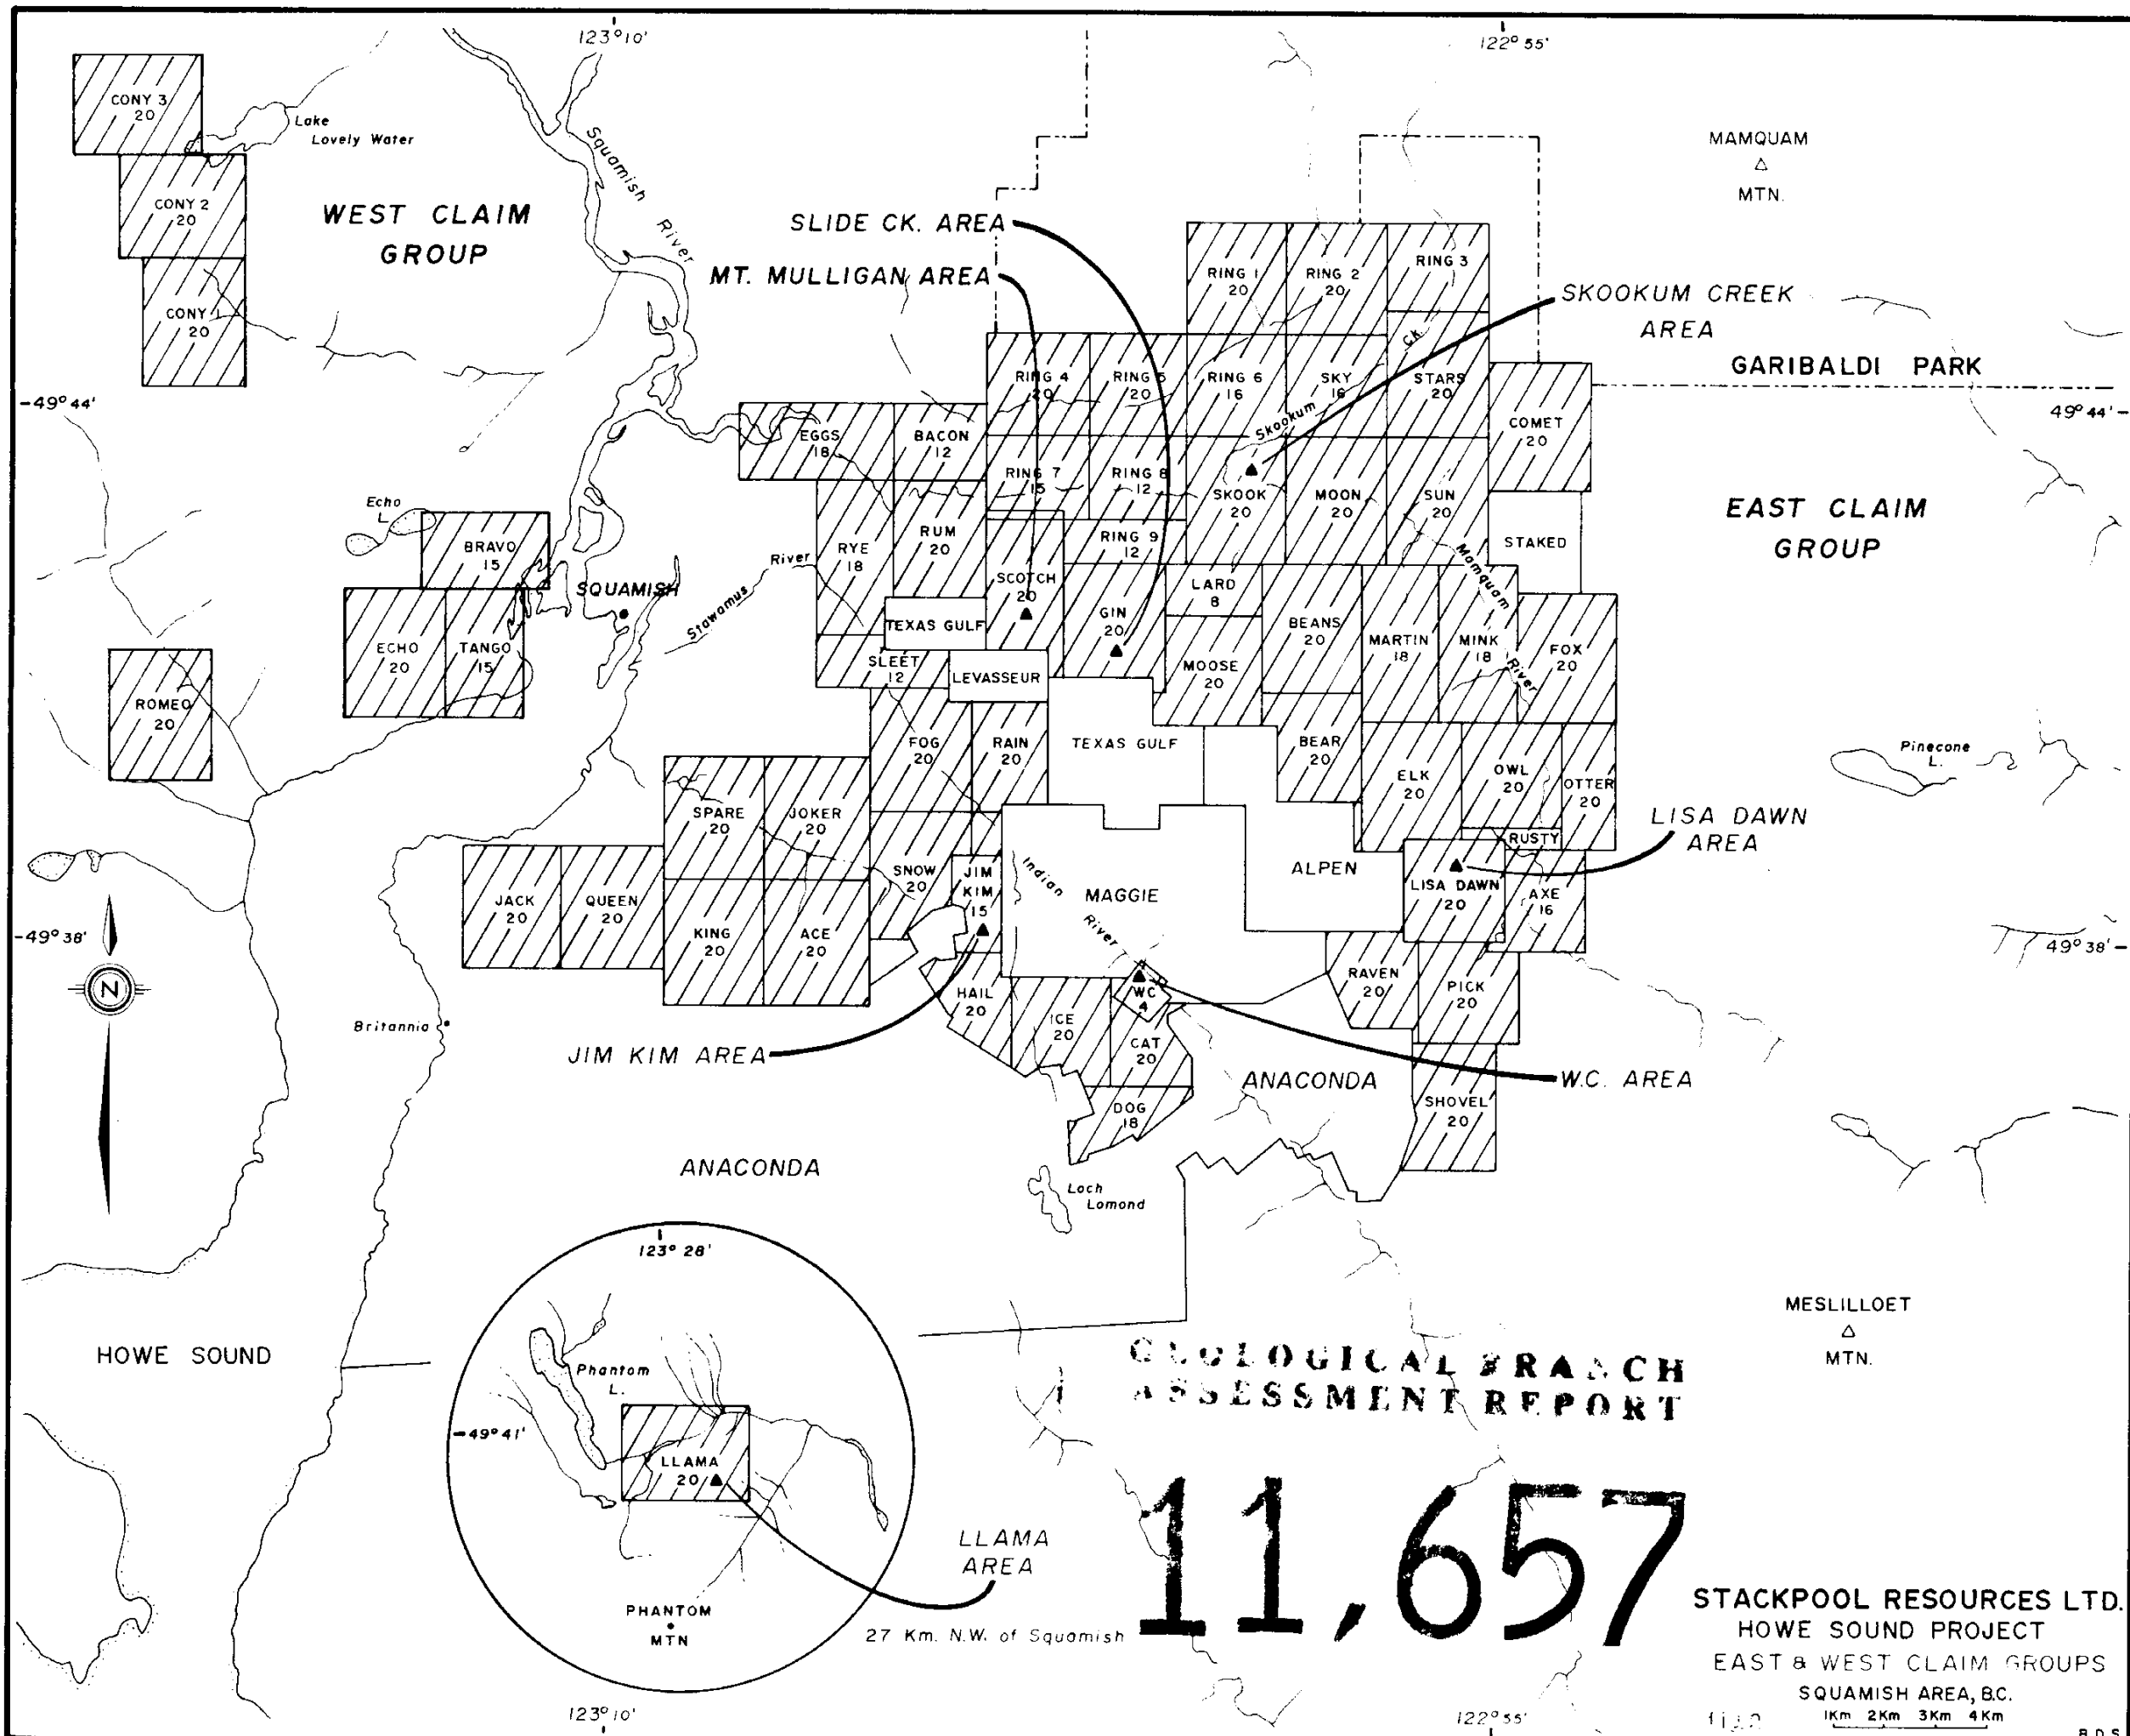 123° 10'
122° 55'
CONY 3
20
Lake
Lovely Water
Squamish River
MAMQUAM
MTN.
CONY 2
20
WEST CLAIM
GROUP
SLIDE CK. AREA
MT. MULLIGAN AREA
RING 1
20
RING 2
20
RING 3
SKOOKUM CREEK
AREA
CONY 1
20
GARIBALDI PARK
RING 4
20
RING 5
20
RING 6
16
SKY
16
STARS
20
Skookum Ck.
49° 44'
49° 44'
COMET
20
EGGS
18
BACON
12
RING 7
15
RING 8
12
SKOOK
20
MOON
20
SUN
20
EAST CLAIM
GROUP
Echo
L.
BRAVO
15
RYE
18
RUM
20
RING 9
12
STAKED
Mamquam River
SQUAMISH
Stawamus River
SCOTCH
20
LARD
8
GIN
20
TEXAS GULF
BEANS
20
MARTIN
18
MINK
18
FOX
20
ECHO
20
TANGO
15
SLEET
12
LEVASSEUR
MOOSE
20
ROMEO
20
FOG
20
RAIN
20
TEXAS GULF
BEAR
20
ELK
20
OWL
20
OTTER
20
Pinecone
L.
SPARE
20
JOKER
20
RUSTY
LISA DAWN
AREA
SNOW
20
JIM
KIM
15
Indian River
MAGGIE
ALPEN
LISA DAWN
20
AXE
16
JACK
20
QUEEN
20
KING
20
ACE
20
49° 38'
49° 38'
N
HAIL
20
ICE
20
WC
4
RAVEN
20
PICK
20
Britannia
JIM KIM AREA
CAT
20
ANACONDA
W.C. AREA
DOG
18
SHOVEL
20
ANACONDA
Loch
Lomond
123° 28'
HOWE SOUND
Phantom
L.
MESLILLOET
MTN.
GEOLOGICAL BRANCH
ASSESSMENT REPORT
49° 41'
LLAMA
20
11,657
LLAMA
AREA
PHANTOM
MTN
27 Km. N.W. of Squamish
STACKPOOL RESOURCES LTD.
HOWE SOUND PROJECT
EAST & WEST CLAIM GROUPS
SQUAMISH AREA, B.C.
1Km 2Km 3Km 4Km
123° 10'
122° 55'
B.D.S.